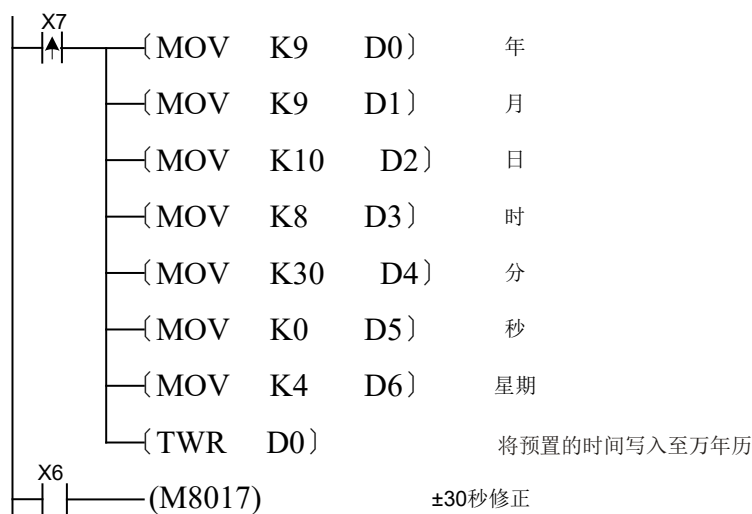 X7
〔MOV K9 D0〕 年
〔MOV K9 D1〕 月
〔MOV K10 D2〕 日
〔MOV K8 D3〕 时
〔MOV K30 D4〕 分
〔MOV K0 D5〕 秒
〔MOV K4 D6〕 星期
〔TWR D0〕 将预置的时间写入至万年历
X6
(M8017) ±30秒修正